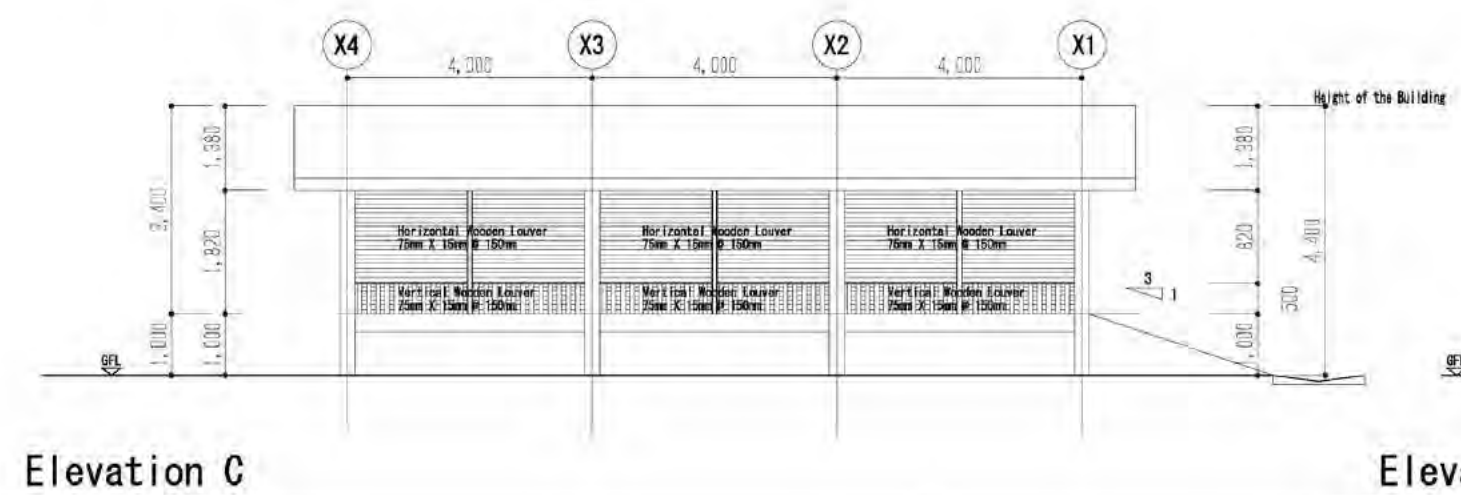 X4
X3
X2
X1
4,000
4,000
4,000
Height of the Building
1,380
1,380
3,400
1,820
820
4,400
Horizontal Wooden Louver
75mm X 15mm @ 150mm
Horizontal Wooden Louver
75mm X 15mm @ 150mm
Horizontal Wooden Louver
75mm X 15mm @ 150mm
3
1
Vertical Wooden Louver
75mm X 15mm @ 150mm
Vertical Wooden Louver
75mm X 15mm @ 150mm
Vertical Wooden Louver
75mm X 15mm @ 150mm
500
1,000
1,000
,000
GFL
GF
Elevation C
Eleva